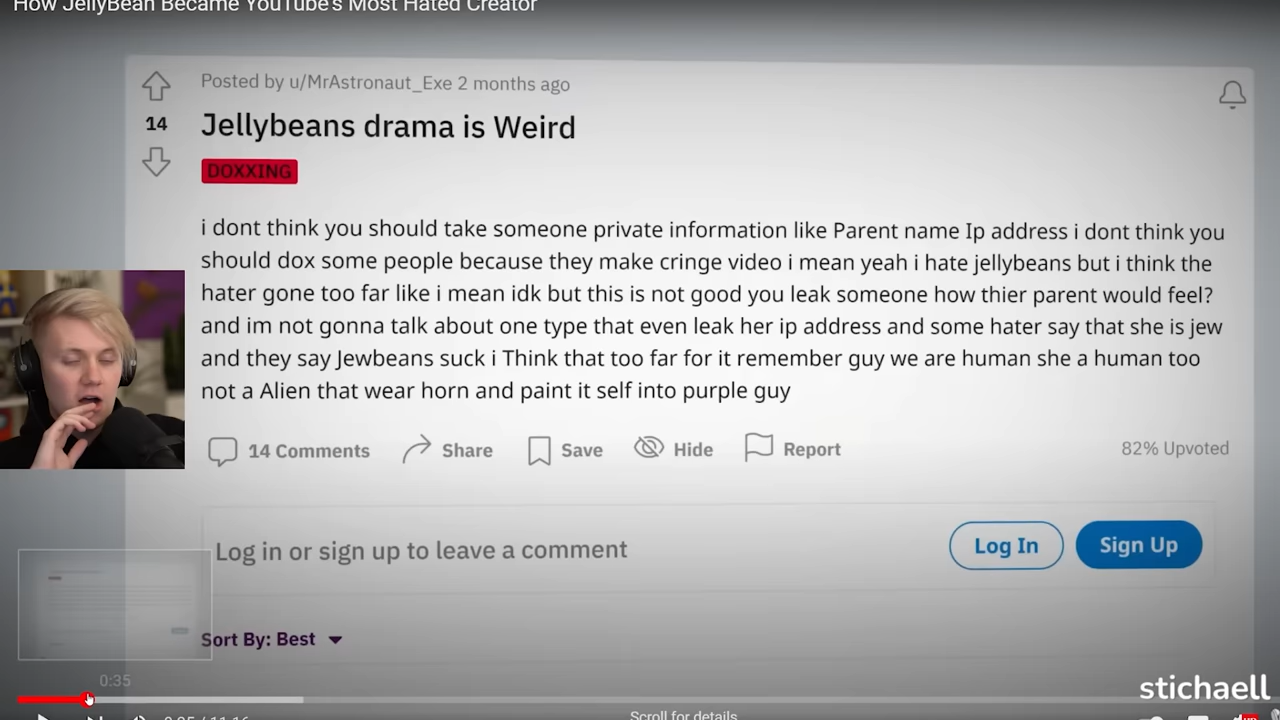 How JellyBean Became YouTube's Most Hated Creator
Posted by u/MrAstronaut_Exe 2 months ago
14
Jellybeans drama is Weird
DOXXING
i dont think you should take someone private information like Parent name Ip address i dont think you
should dox some people because they make cringe video i mean yeah i hate jellybeans but i think the
hater gone too far like i mean idk but this is not good you leak someone how thier parent would feel?
and im not gonna talk about one type that even leak her ip address and some hater say that she is jew
and they say Jewbeans suck i Think that too far for it remember guy we are human she a human too
not a Alien that wear horn and paint it self into purple guy
14 Comments Share Save Hide Report 82% Upvoted
Log in or sign up to leave a comment Log In Sign Up
Sort By: Best
0:35
stichaell
0:35 / 11:16
Scroll for details